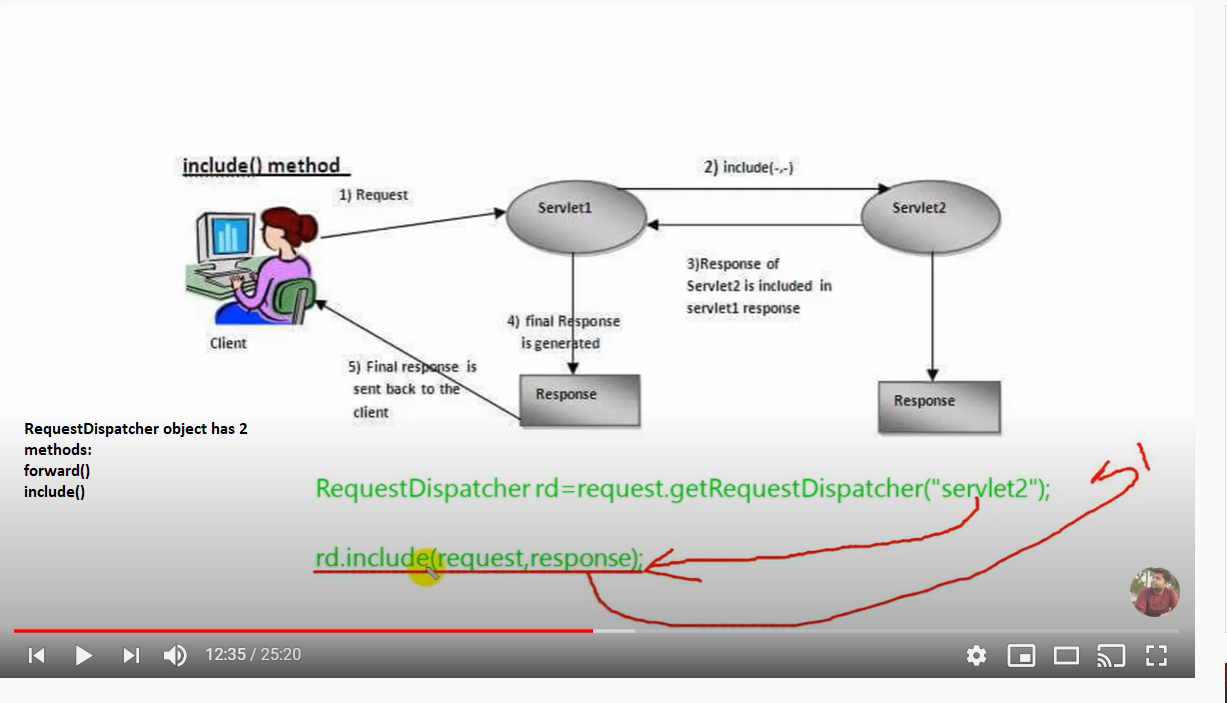 include() method
1) Request
2) include(-,-)
Servlet1
Servlet2
3)Response of
Servlet2 is included in
servlet1 response
4) final Response
is generated
Client
5) Final response is
sent back to the
client
Response
Response
RequestDispatcher object has 2
methods:
forward()
include()
RequestDispatcher rd=request.getRequestDispatcher("servlet2");
rd.include(request,response);
12:35 / 25:20